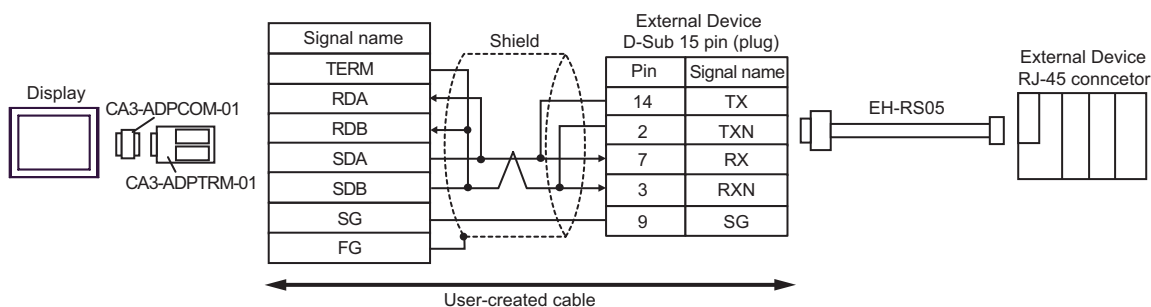 Display
CA3-ADPCOM-01
CA3-ADPTRM-01
Signal name
TERM
RDA
RDB
SDA
SDB
SG
FG
Shield
External Device
D-Sub 15 pin (plug)
Pin Signal name
14 TX
2 TXN
7 RX
3 RXN
9 SG
EH-RS05
External Device
RJ-45 conncetor
User-created cable